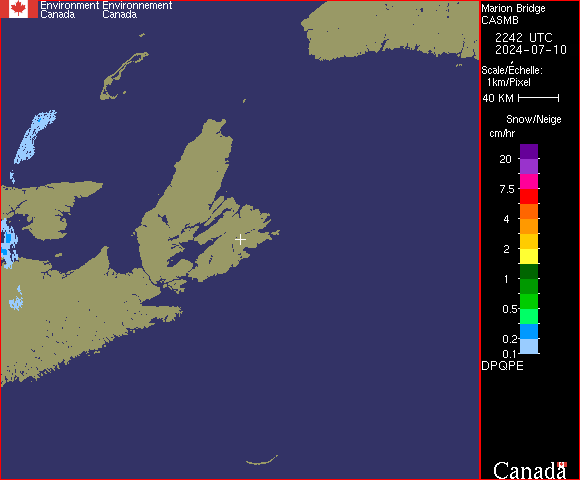 Environment Environnement
Canada Canada
Marion Bridge
CASMB
2242 UTC
2024-07-10
Scale/Échelle:
1km/Pixel
40 KM
Snow/Neige
cm/hr
20
7.5
4
2
1
0.5
0.2
0.1
DPQPE
Canada